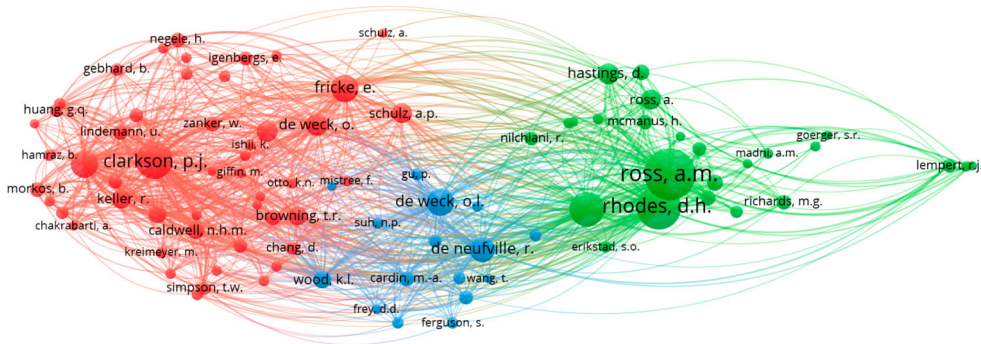 schulz, a.
negele, h.
igenbergs, e.
gebhard, b.
fricke, e.
hastings, d.
huang, g.q.
ross, a.
schulz, a.p.
lindemann, u.
zanker, w.
de weck, o.
mcmanus, h.
nilchiani, r.
goerger, s.r.
ishii, k.
hamraz, b.
clarkson, p.j.
madni, a.m.
lempert, r.j.
giffin, m.
gu, p.
ross, a.m.
otto, k.n.
mistree, f.
morkos, b.
keller, r.
de weck, o.l.
richards, m.g.
rhodes, d.h.
browning, t.r.
suh, n.p.
chakrabarti, a.
caldwell, n.h.m.
chang, d.
de neufville, r.
erikstad, s.o.
kreimeyer, m.
wood, k.l.
cardin, m.-a.
wang, t.
simpson, t.w.
frey, d.d.
ferguson, s.